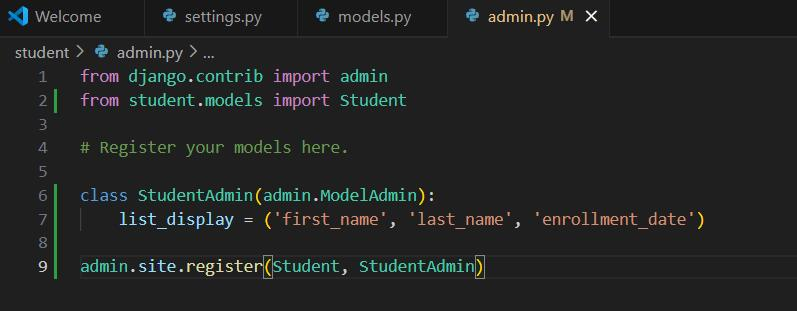 Welcome settings.py models.py admin.py M
student > admin.py > ...
1 from django.contrib import admin
2 from student.models import Student
3
4 # Register your models here.
5
6 class StudentAdmin(admin.ModelAdmin):
7 list_display = ('first_name', 'last_name', 'enrollment_date')
8
9 admin.site.register(Student, StudentAdmin)